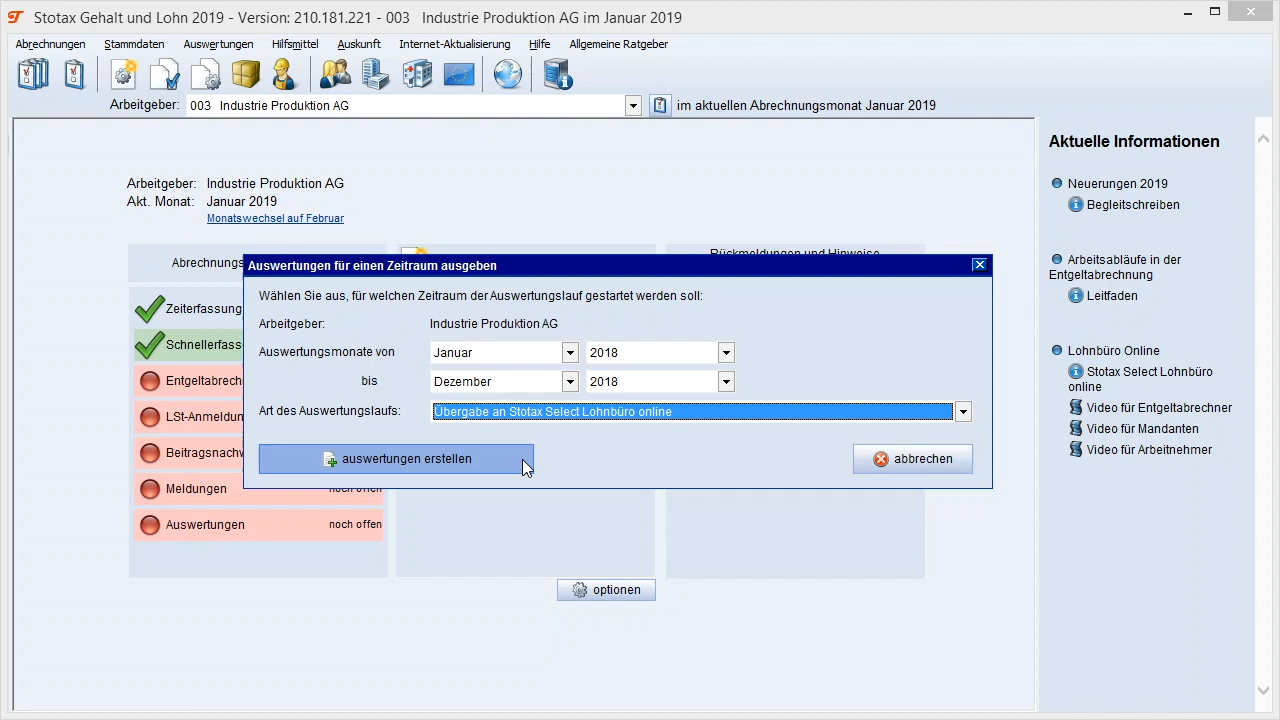 Stotax Gehalt und Lohn 2019 - Version: 210.181.221 - 003 Industrie Produktion AG im Januar 2019
Abrechnungen Stammdaten Auswertungen Hilfsmittel Auskunft Internet-Aktualisierung Hilfe Allgemeine Ratgeber
Arbeitgeber: 003 Industrie Produktion AG im aktuellen Abrechnungsmonat Januar 2019
Arbeitgeber: Industrie Produktion AG
Akt. Monat: Januar 2019
Monatswechsel auf Februar
Abrechnungs
Rückmeldungen und Hinweise
Zeiterfassung
Schnellerfass
Entgeltabrech
LSt-Anmeldun
Beitragsnachw
Meldungen noch offen
Auswertungen noch offen
optionen
Auswertungen für einen Zeitraum ausgeben
Wählen Sie aus, für welchen Zeitraum der Auswertungslauf gestartet werden soll:
Arbeitgeber: Industrie Produktion AG
Auswertungsmonate von Januar 2018
bis Dezember 2018
Art des Auswertungslaufs: Übergabe an Stotax Select Lohnbüro online
auswertungen erstellen abbrechen
Aktuelle Informationen
Neuerungen 2019
Begleitschreiben
Arbeitsabläufe in der
Entgeltabrechnung
Leitfaden
Lohnbüro Online
Stotax Select Lohnbüro
online
Video für Entgeltabrechner
Video für Mandanten
Video für Arbeitnehmer